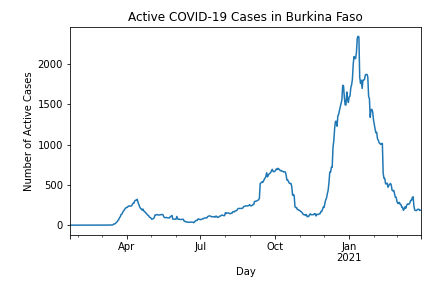 Active COVID-19 Cases in Burkina Faso
Number of Active Cases
2000
1500
1000
500
0
Apr
Jul
Oct
Jan
2021
Day